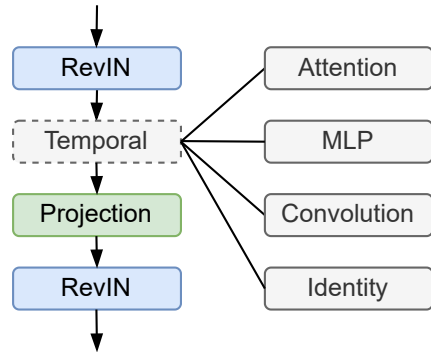 RevIN
Temporal
Projection
RevIN
Attention
MLP
Convolution
Identity